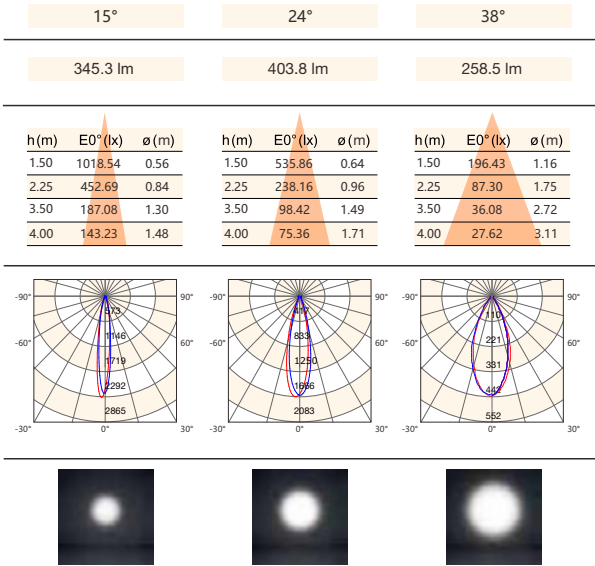 15° 24° 38°
345.3 lm 403.8 lm 258.5 lm
h(m) E0°(lx) ø(m) h(m) E0°(lx) ø(m) h(m) E0°(lx) ø(m)
1.50 1018.54 0.56 1.50 535.86 0.64 1.50 196.43 1.16
2.25 452.69 0.84 2.25 238.16 0.96 2.25 87.30 1.75
3.50 187.08 1.30 3.50 98.42 1.49 3.50 36.08 2.72
4.00 143.23 1.48 4.00 75.36 1.71 4.00 27.62 3.11
-90° 90° -90° 90° -90° 90°
573 417 110
1146 833 221
-60° 60° -60° 60° -60° 60°
1719 1250 331
2292 1666 442
2865 2083 552
-30° 0° 30° -30° 0° 30° -30° 0° 30°